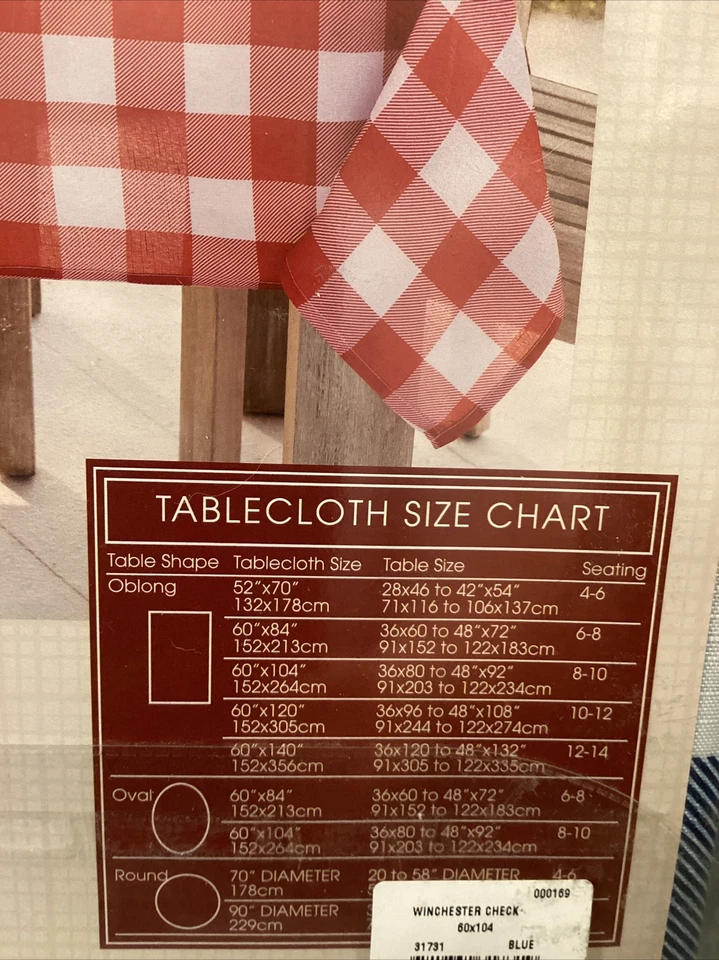 TABLECLOTH SIZE CHART
Table Shape Tablecloth Size Table Size Seating
Oblong 52"x70" 28x46 to 42"x54" 4-6
132x178cm 71x116 to 106x137cm
60"x84" 36x60 to 48"x72" 6-8
152x213cm 91x152 to 122x183cm
60"x104" 36x80 to 48"x92" 8-10
152x264cm 91x203 to 122x234cm
60"x120" 36x96 to 48"x108" 10-12
152x305cm 91x244 to 122x274cm
60"x140" 36x120 to 48"x132" 12-14
152x356cm 91x305 to 122x335cm
Oval 60"x84" 36x60 to 48"x72" 6-8
152x213cm 91x152 to 122x183cm
60"x104" 36x80 to 48"x92" 8-10
152x264cm 91x203 to 122x234cm
Round 70" DIAMETER 20 to 58" DIAMETER 4-6
178cm
90" DIAMETER
229cm
000169
WINCHESTER CHECK-
60x104
31731 BLUE